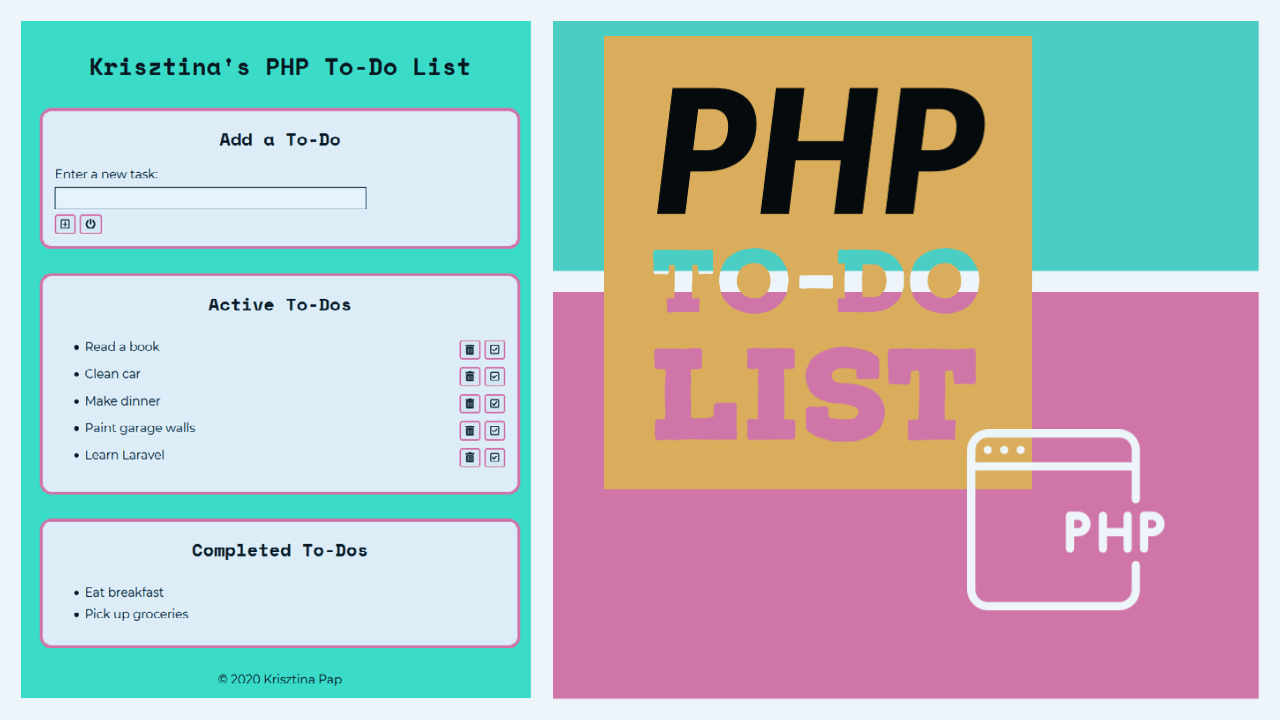 Krisztina's PHP To-Do List
Add a To-Do
Enter a new task:
Active To-Dos
Read a book
Clean car
Make dinner
Paint garage walls
Learn Laravel
Completed To-Dos
Eat breakfast
Pick up groceries
© 2020 Krisztina Pap
PHP
TO-DO
LIST
PHP